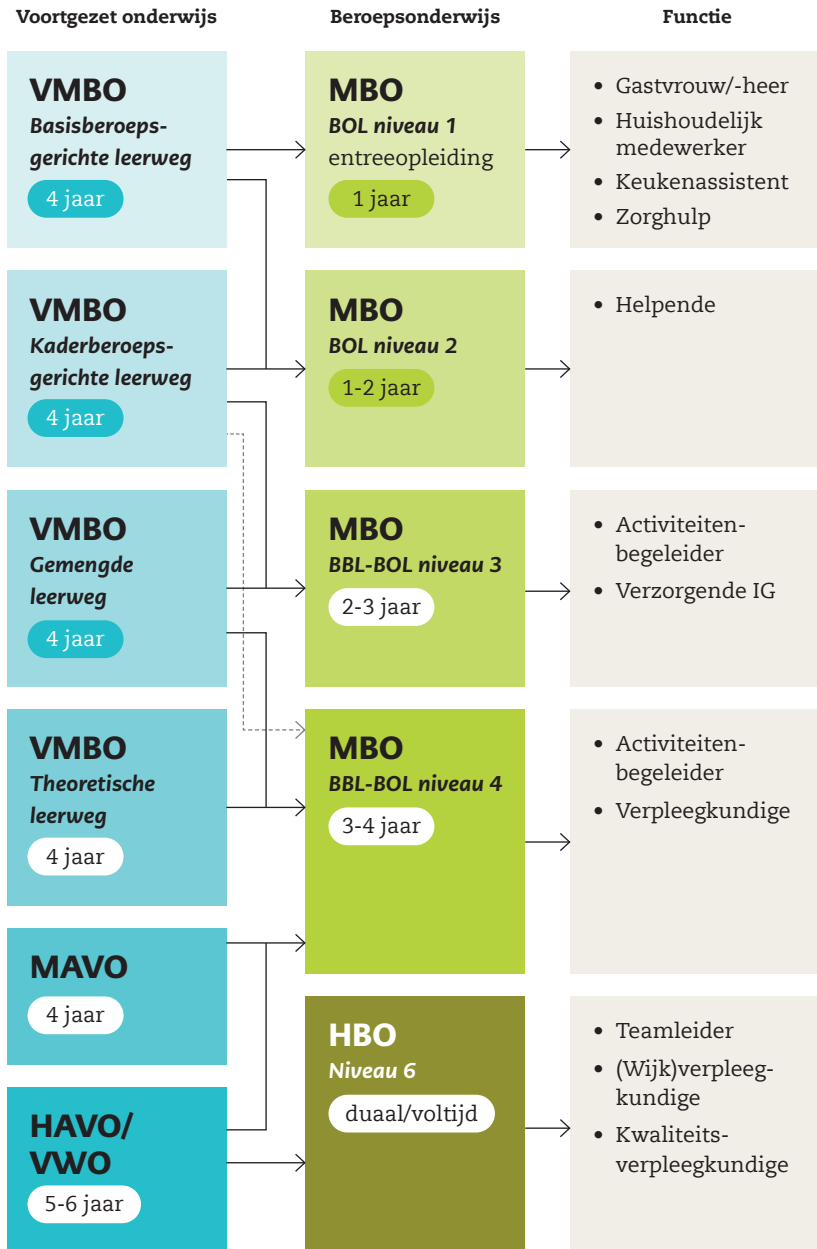 Voortgezet onderwijs
Beroepsonderwijs
Functie
VMBO
Basisberoeps-
gerichte leerweg
4 jaar
MBO
BOL niveau 1
entreeopleiding
1 jaar
• Gastvrouw/-heer
• Huishoudelijk
medewerker
• Keukenassistent
• Zorghulp
VMBO
Kaderberoeps-
gerichte leerweg
4 jaar
MBO
BOL niveau 2
1-2 jaar
• Helpende
VMBO
Gemengde
leerweg
4 jaar
MBO
BBL-BOL niveau 3
2-3 jaar
• Activiteiten-
begeleider
• Verzorgende IG
VMBO
Theoretische
leerweg
4 jaar
MBO
BBL-BOL niveau 4
3-4 jaar
• Activiteiten-
begeleider
• Verpleegkundige
MAVO
4 jaar
HAVO/
VWO
5-6 jaar
HBO
Niveau 6
duaal/voltijd
• Teamleider
• (Wijk)verpleeg-
kundige
• Kwaliteits-
verpleegkundige